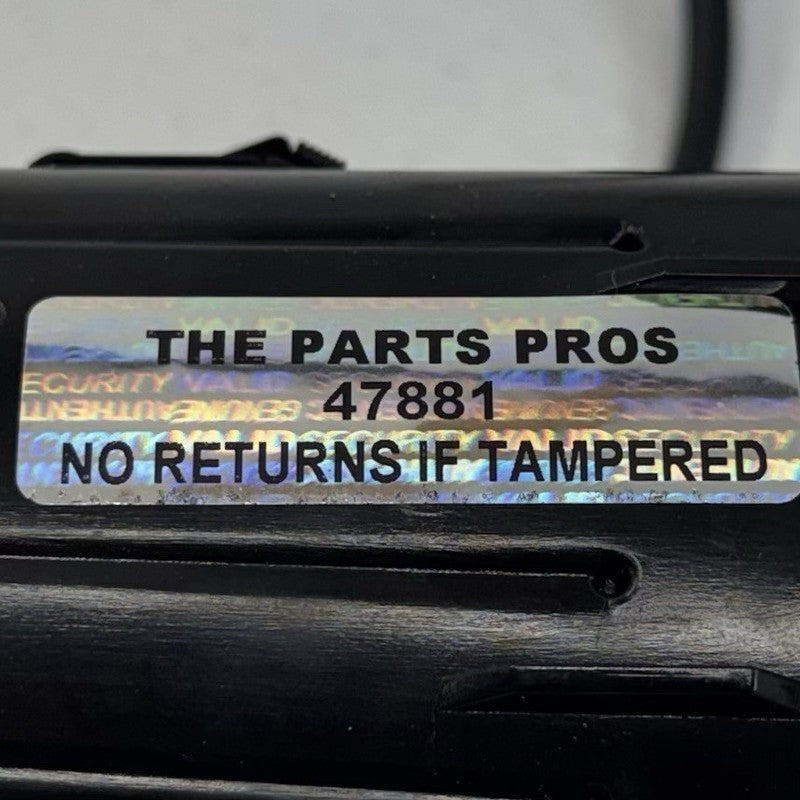 THE PARTS PROS
47881
NO RETURNS IF TAMPERED